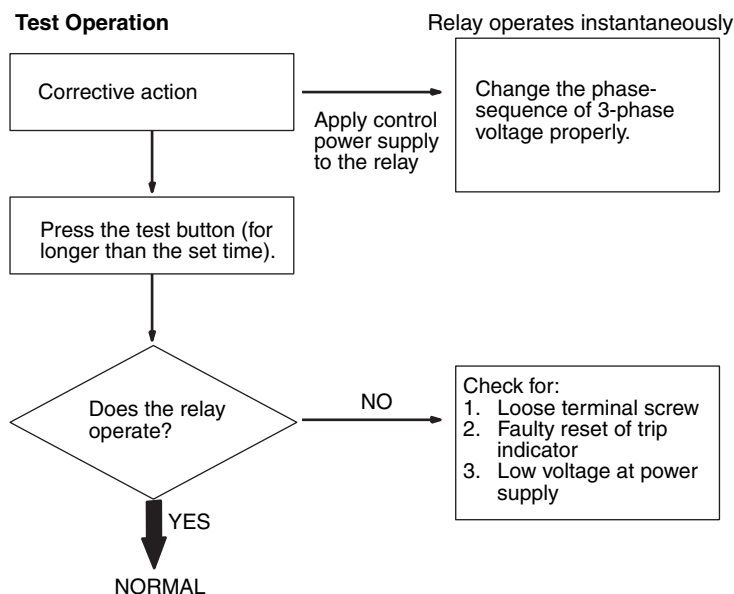 Test Operation
Relay operates instantaneously
Corrective action
Apply control
power supply
to the relay
Change the phase-
sequence of 3-phase
voltage properly.
Press the test button (for
longer than the set time).
Does the relay
operate?
NO
Check for:
1. Loose terminal screw
2. Faulty reset of trip
indicator
3. Low voltage at power
supply
YES
NORMAL